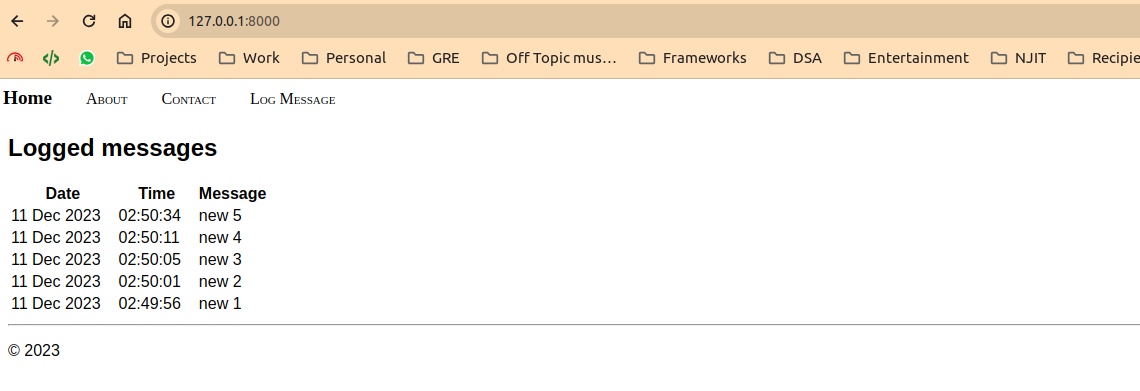 127.0.0.1:8000
Projects Work Personal GRE Off Topic mus… Frameworks DSA Entertainment NJIT Recipie
Home About Contact Log Message
Logged messages
Date Time Message
11 Dec 2023 02:50:34 new 5
11 Dec 2023 02:50:11 new 4
11 Dec 2023 02:50:05 new 3
11 Dec 2023 02:50:01 new 2
11 Dec 2023 02:49:56 new 1
© 2023